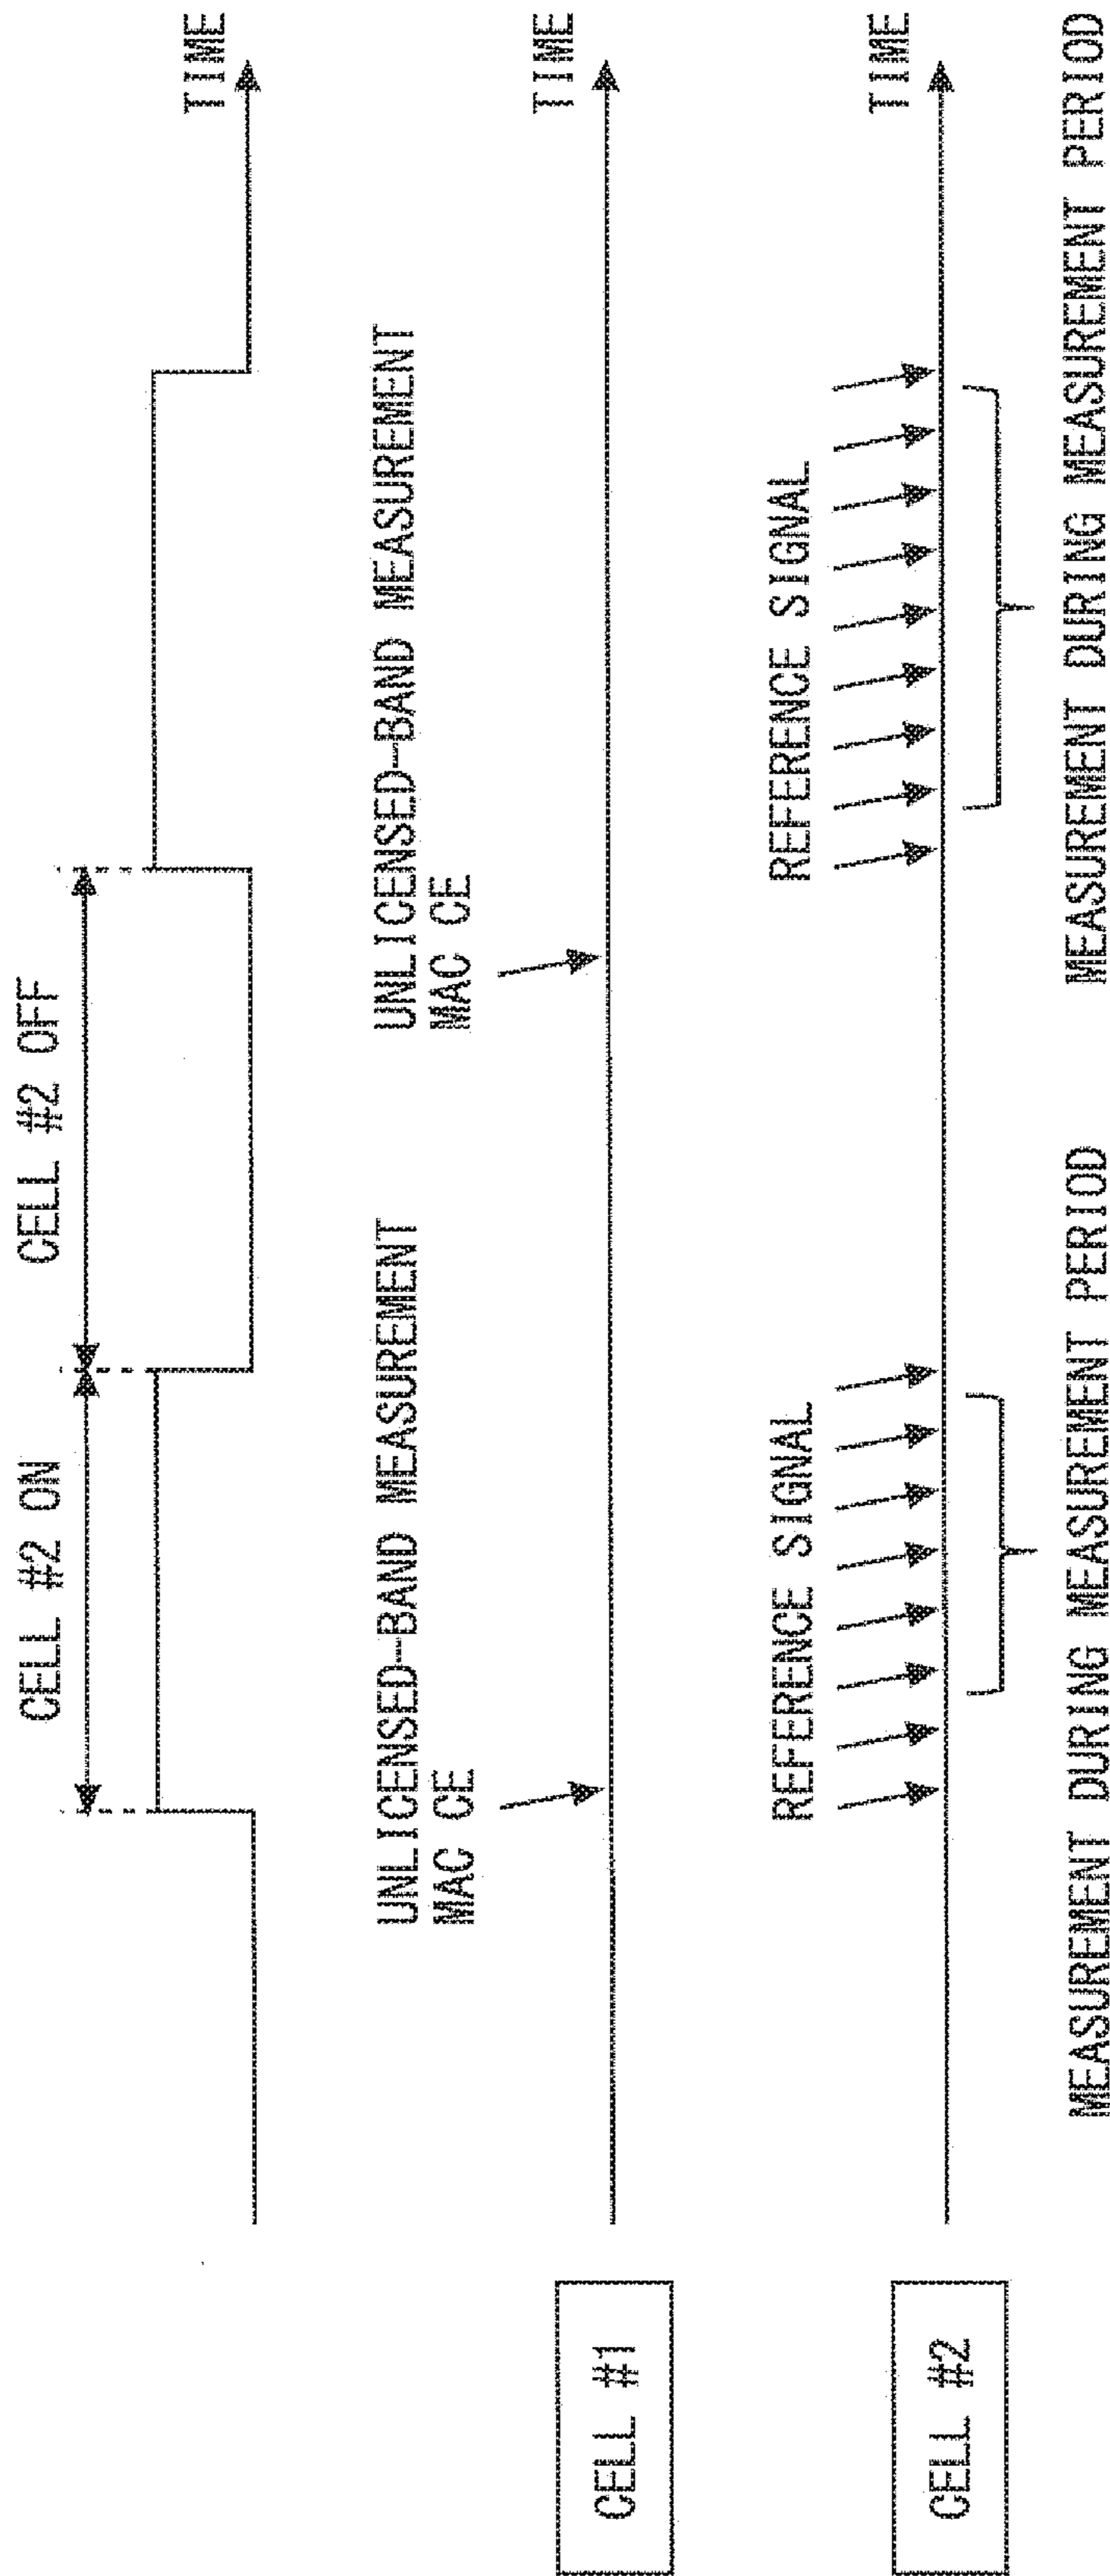 CELL #2 ON
CELL #2 OFF
TIME
UNLICENSED-BAND MEASUREMENT
MAC CE
UNLICENSED-BAND MEASUREMENT
MAC CE
TIME
CELL #1
REFERENCE SIGNAL
REFERENCE SIGNAL
TIME
CELL #2
MEASUREMENT DURING MEASUREMENT PERIOD
MEASUREMENT DURING MEASUREMENT PERIOD